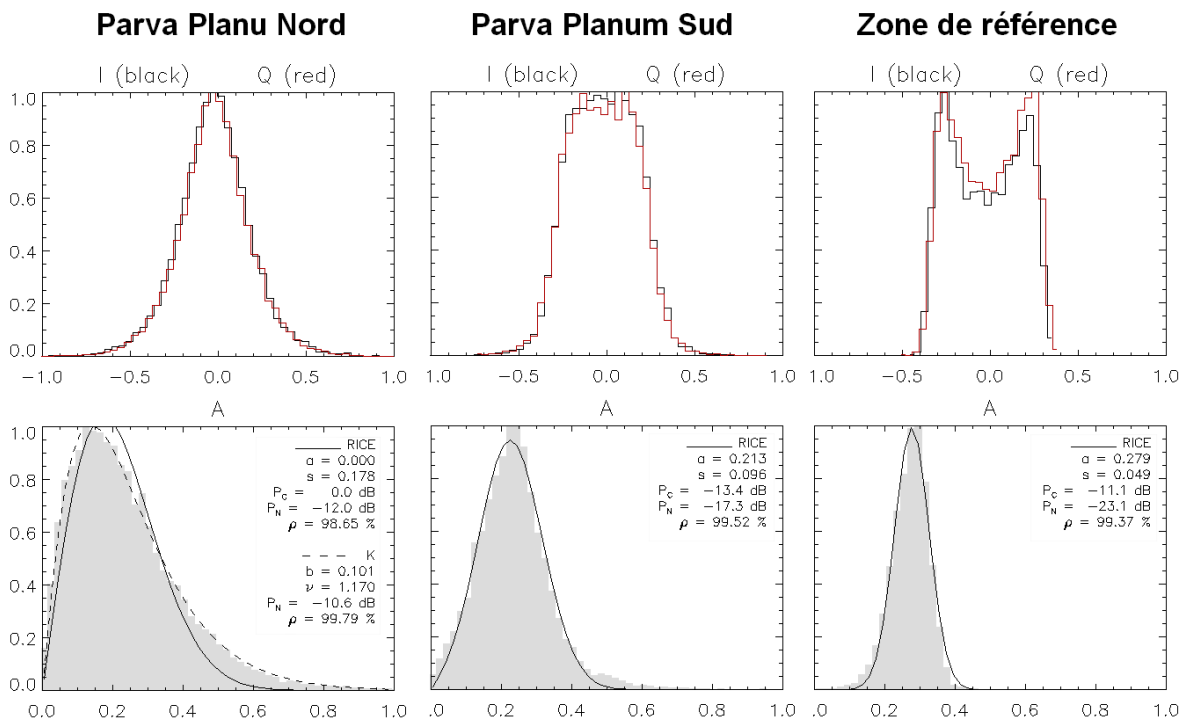 Parva Planu Nord
Parva Planum Sud
Zone de référence
I (black) Q (red)
I (black) Q (red)
I (black) Q (red)
1.0
0.8
0.6
0.4
0.2
0.0
-1.0 -0.5 0.0 0.5 1.0
-0.5 0.0 0.5 1.0
-0.5 0.0 0.5 1.0
A
A
A
1.0
0.8
0.6
0.4
0.2
0.0
RICE
a = 0.000
s = 0.178
P_C = 0.0 dB
P_N = -12.0 dB
ρ = 98.65 %
K
b = 0.101
ν = 1.170
P_N = -10.6 dB
ρ = 99.79 %
RICE
a = 0.213
s = 0.096
P_C = -13.4 dB
P_N = -17.3 dB
ρ = 99.52 %
RICE
a = 0.279
s = 0.049
P_C = -11.1 dB
P_N = -23.1 dB
ρ = 99.37 %
0.0 0.2 0.4 0.6 0.8 1.0
.0 0.2 0.4 0.6 0.8 1.0
.0 0.2 0.4 0.6 0.8 1.0